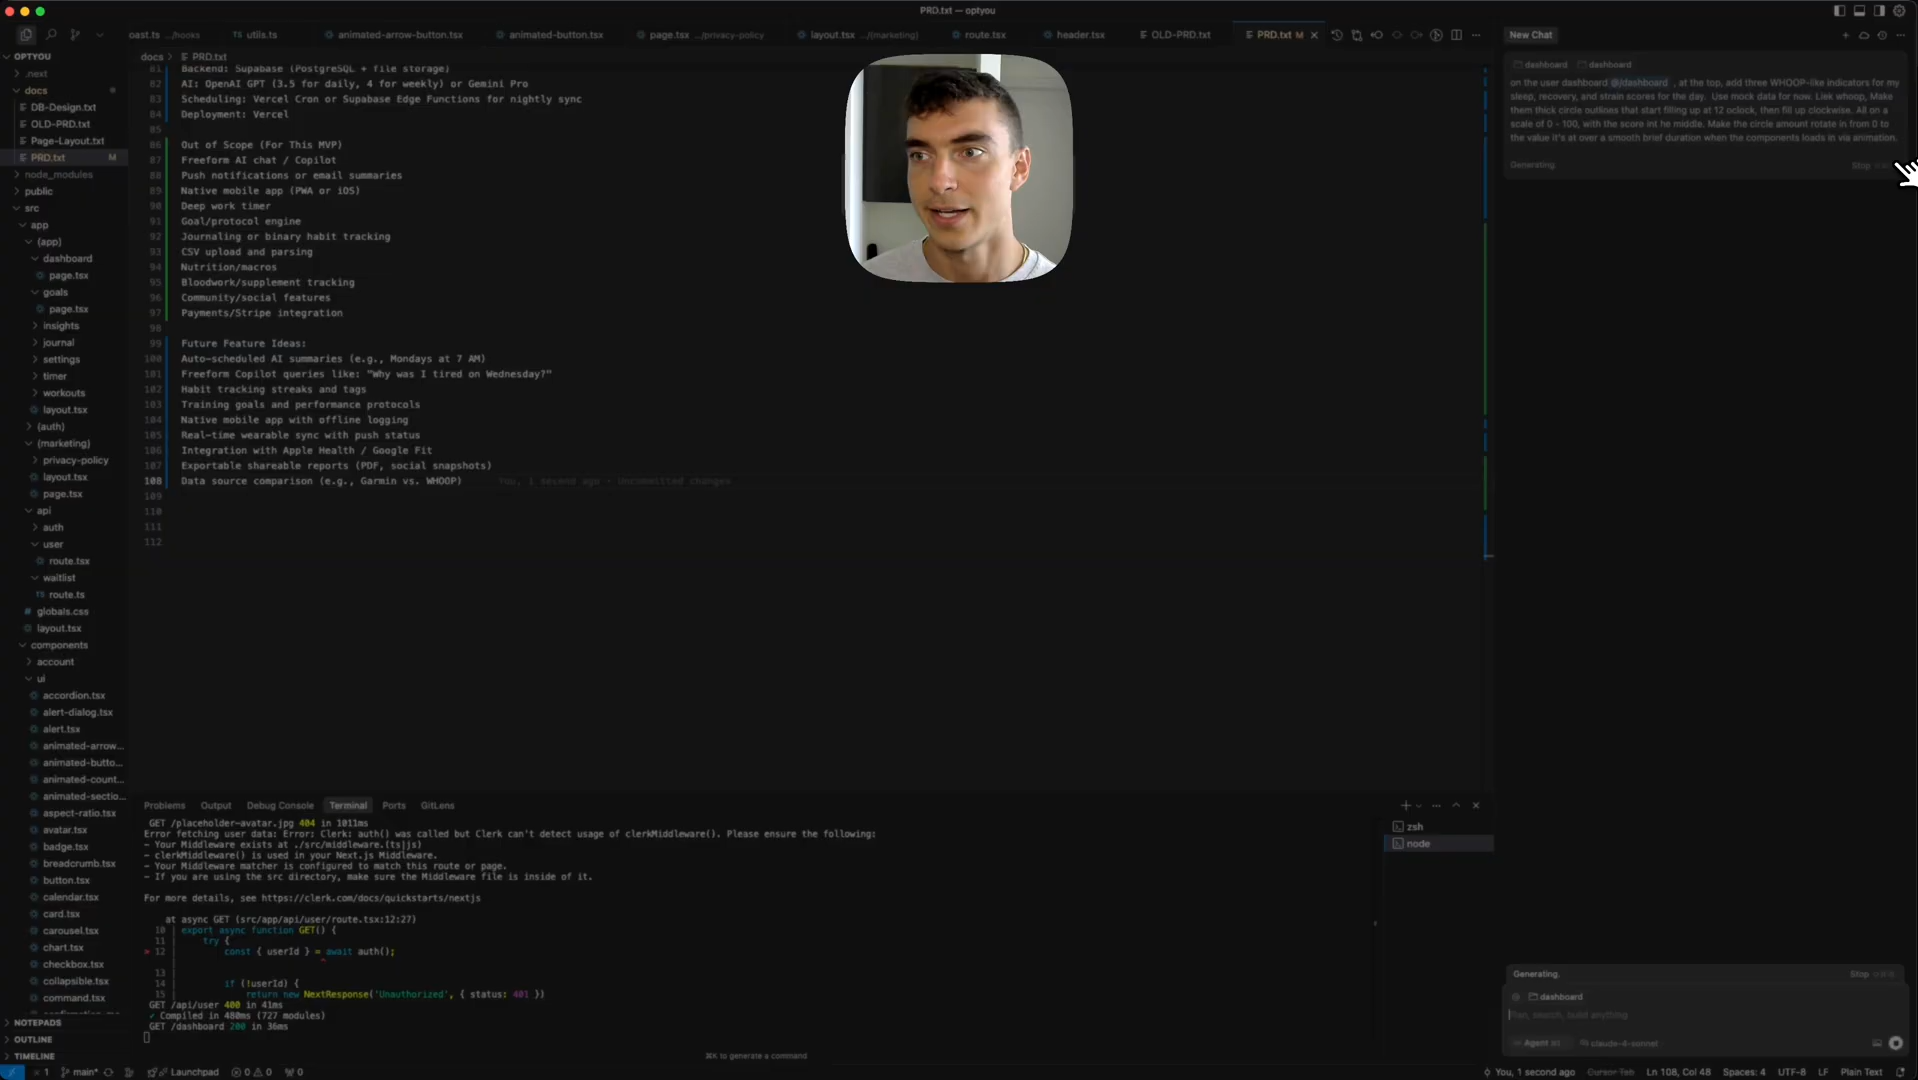 PRD.txt — optyou
oast.ts .../hooks
utils.ts
animated-arrow-button.tsx
animated-button.tsx
page.tsx .../privacy-policy
layout.tsx .../(marketing)
route.tsx
header.tsx
OLD-PRD.txt
PRD.txt M
New Chat
OPTYOU
.next
docs
DB-Design.txt
OLD-PRD.txt
Page-Layout.txt
PRD.txt M
node_modules
public
src
app
(app)
dashboard
page.tsx
goals
page.tsx
insights
journal
settings
timer
workouts
layout.tsx
(auth)
(marketing)
privacy-policy
layout.tsx
page.tsx
api
auth
user
route.tsx
waitlist
route.ts
globals.css
layout.tsx
components
account
ui
accordion.tsx
alert-dialog.tsx
alert.tsx
animated-arrow...
animated-butto...
animated-count...
animated-sectio...
aspect-ratio.tsx
avatar.tsx
badge.tsx
breadcrumb.tsx
button.tsx
calendar.tsx
card.tsx
carousel.tsx
chart.tsx
checkbox.tsx
collapsible.tsx
command.tsx
NOTEPADS
OUTLINE
TIMELINE
docs > PRD.txt
81 Backend: Supabase (PostgreSQL + file storage)
82 AI: OpenAI GPT (3.5 for daily, 4 for weekly) or Gemini Pro
83 Scheduling: Vercel Cron or Supabase Edge Functions for nightly sync
84 Deployment: Vercel
85
86 Out of Scope (For This MVP)
87 Freeform AI chat / Copilot
88 Push notifications or email summaries
89 Native mobile app (PWA or iOS)
90 Deep work timer
91 Goal/protocol engine
92 Journaling or binary habit tracking
93 CSV upload and parsing
94 Nutrition/macros
95 Bloodwork/supplement tracking
96 Community/social features
97 Payments/Stripe integration
98
99 Future Feature Ideas:
100 Auto-scheduled AI summaries (e.g., Mondays at 7 AM)
101 Freeform Copilot queries like: "Why was I tired on Wednesday?"
102 Habit tracking streaks and tags
103 Training goals and performance protocols
104 Native mobile app with offline logging
105 Real-time wearable sync with push status
106 Integration with Apple Health / Google Fit
107 Exportable shareable reports (PDF, social snapshots)
108 Data source comparison (e.g., Garmin vs. WHOOP) You, 1 second ago • Uncommitted changes
109
110
111
112
Problems Output Debug Console Terminal Ports GitLens
GET /placeholder-avatar.jpg 404 in 1011ms
Error fetching user data: Error: Clerk: auth() was called but Clerk can't detect usage of clerkMiddleware(). Please ensure the following:
- Your Middleware exists at ./src/middleware.(ts|js)
- clerkMiddleware() is used in your Next.js Middleware.
- Your Middleware matcher is configured to match this route or page.
- If you are using the src directory, make sure the Middleware file is inside of it.
For more details, see https://clerk.com/docs/quickstarts/nextjs
at async GET (src/app/api/user/route.tsx:12:27)
10 | export async function GET() {
11 | try {
> 12 | const { userId } = await auth();
| ^
13 |
14 | if (!userId) {
15 | return new NextResponse('Unauthorized', { status: 401 })
GET /api/user 400 in 41ms
✓ Compiled in 480ms (727 modules)
GET /dashboard 200 in 36ms
⌘K to generate a command
zsh
node
dashboard dashboard
on the user dashboard @/dashboard , at the top, add three WHOOP-like indicators for my
sleep, recovery, and strain scores for the day. Use mock data for now. Liek whoop, Make
them thick circle outlines that start filling up at 12 oclock, then fill up clockwise. All on a
scale of 0 - 100, with the score int he middle. Make the circle amount rotate in from 0 to
the value it's at over a smooth brief duration when the components loads in via animation.
Generating.
Stop
Generating.
Stop
dashboard
Plan, search, build anything
Agent
claude-4-sonnet
1 main* Launchpad 0 0 0
You, 1 second ago Cursor Tab Ln 108, Col 48 Spaces: 4 UTF-8 LF Plain Text